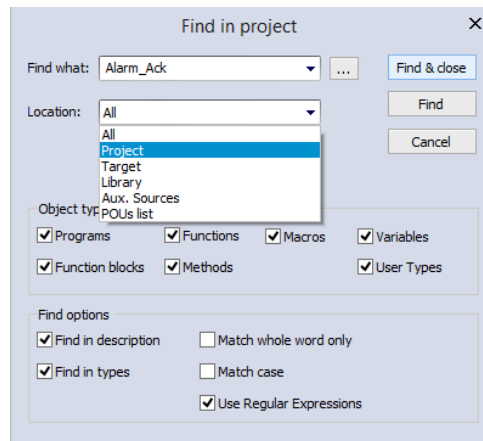 Find in project
Find what: Alarm_Ack ... Find & close
Location: All Find
All
Project Cancel
Target
Library
Aux. Sources
POUs list
Object typ
Programs Functions Macros Variables
Function blocks Methods User Types
Find options
Find in description Match whole word only
Find in types Match case
Use Regular Expressions